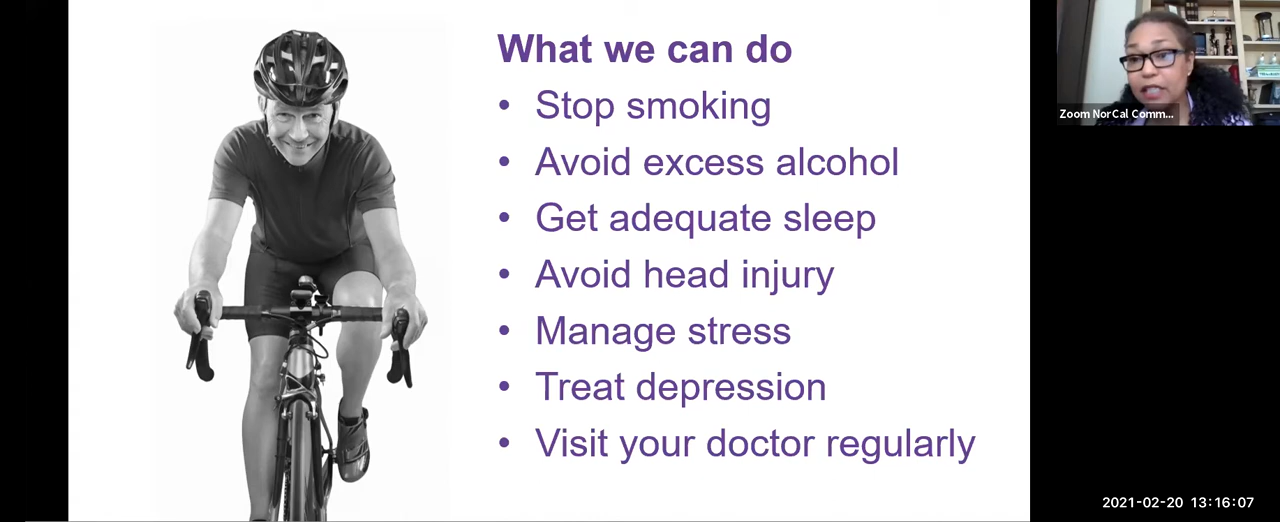 What we can do
• Stop smoking
• Avoid excess alcohol
• Get adequate sleep
• Avoid head injury
• Manage stress
• Treat depression
• Visit your doctor regularly
Zoom NorCal Comm...
2021-02-20 13:16:07